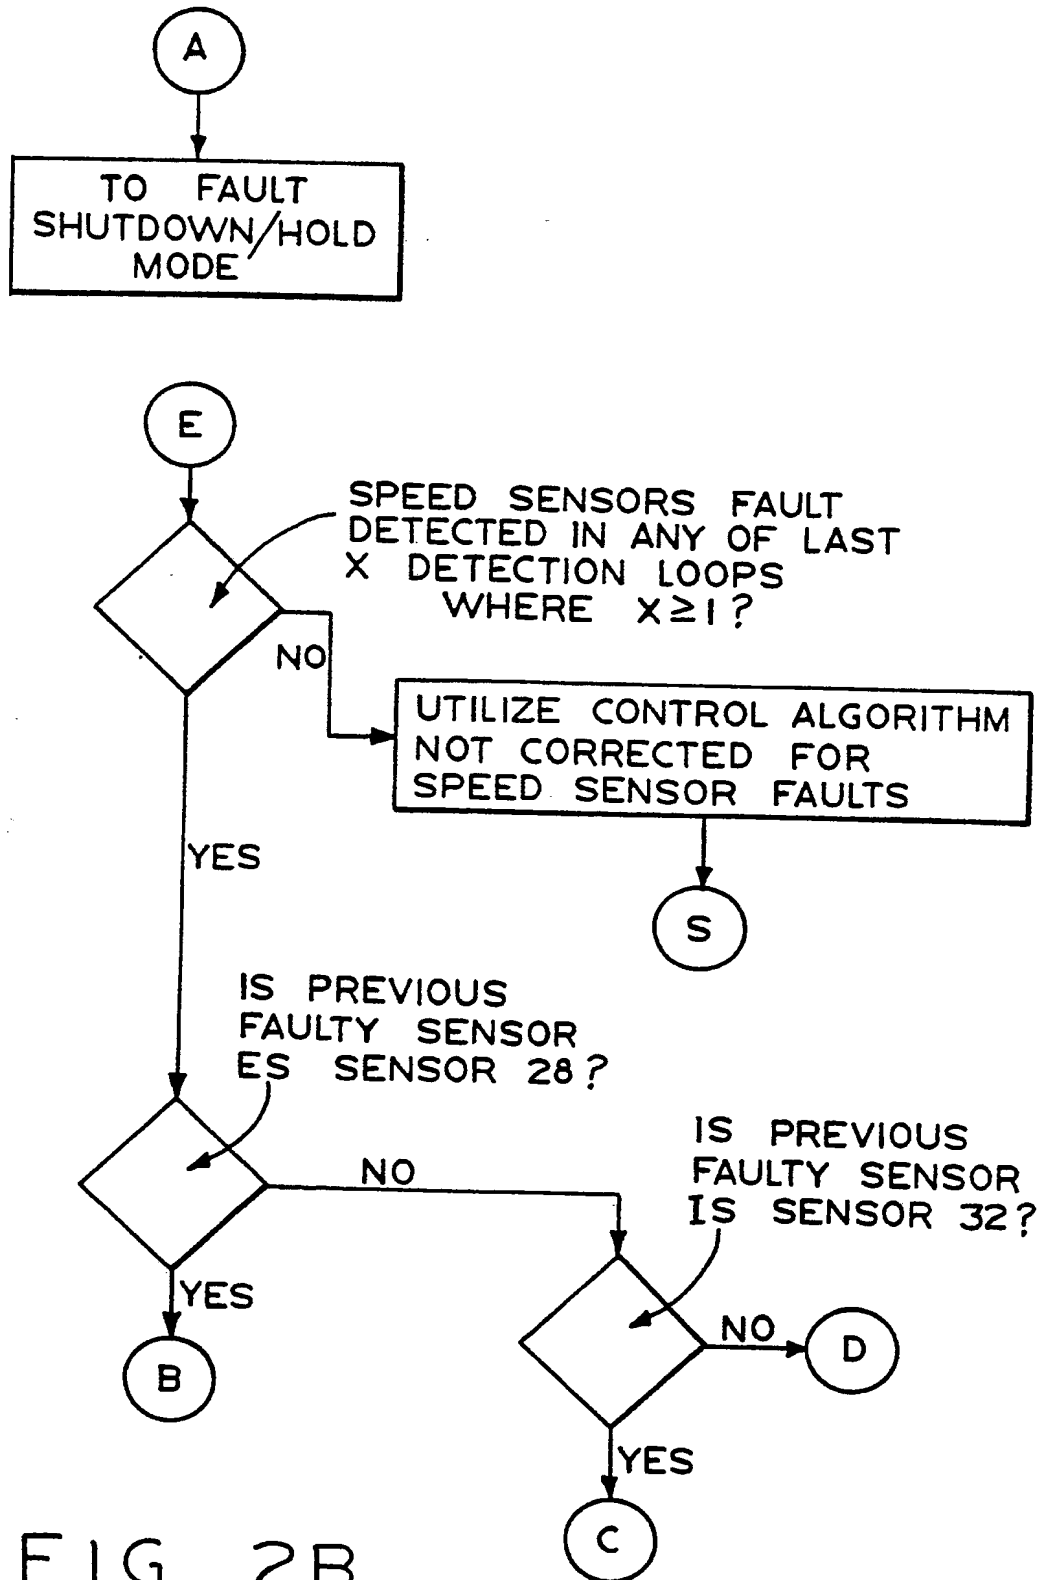 A
TO FAULT
SHUTDOWN/HOLD
MODE
E
SPEED SENSORS FAULT
DETECTED IN ANY OF LAST
X DETECTION LOOPS
WHERE X≥1?
NO
UTILIZE CONTROL ALGORITHM
NOT CORRECTED FOR
SPEED SENSOR FAULTS
YES
S
IS PREVIOUS
FAULTY SENSOR
ES SENSOR 28?
NO
IS PREVIOUS
FAULTY SENSOR
IS SENSOR 32?
YES
B
NO
D
YES
C
FIG 2B